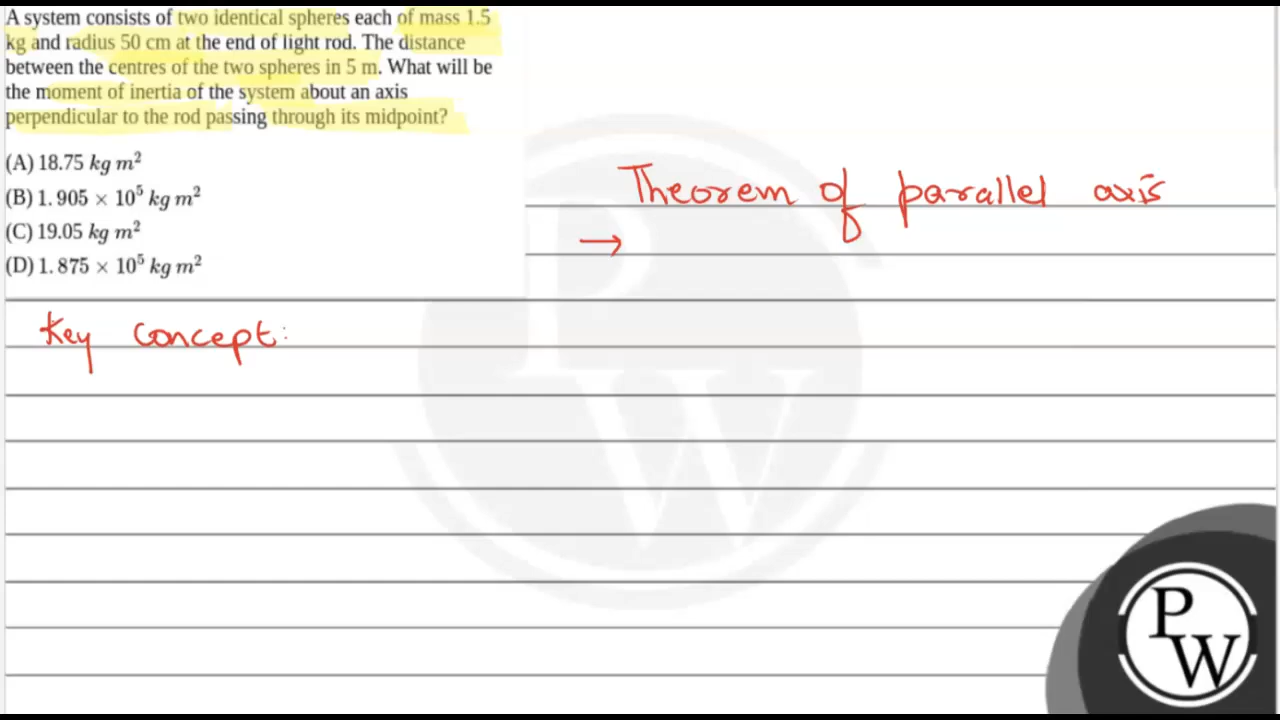 A system consists of two identical spheres each of mass 1.5
kg and radius 50 cm at the end of light rod. The distance
between the centres of the two spheres in 5 m. What will be
the moment of inertia of the system about an axis
perpendicular to the rod passing through its midpoint?
(A) 18.75 kg m²
(B) 1.905 × 10⁵ kg m²
(C) 19.05 kg m²
(D) 1.875 × 10⁵ kg m²
Theorem of parallel axis
→
Key concept:
P
W
P
W